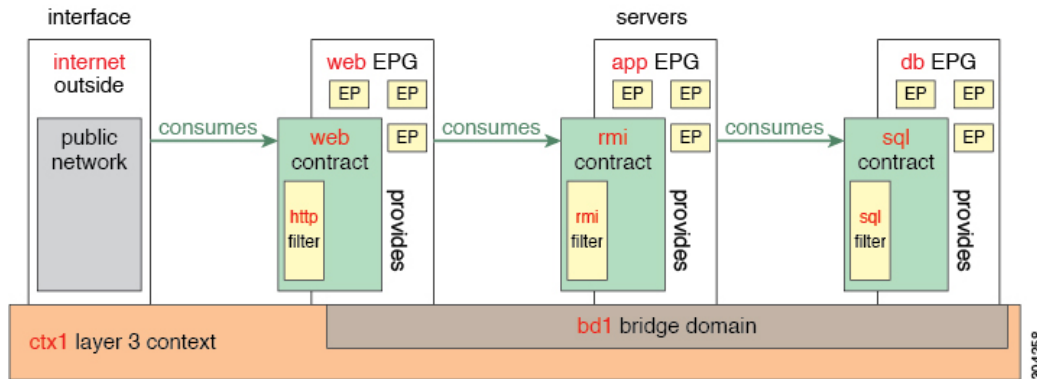 interface
servers
internet
outside
public
network
consumes
web EPG
EP
EP
EP
web
contract
http
filter
provides
consumes
app EPG
EP
EP
EP
rmi
contract
rmi
filter
provides
consumes
db EPG
EP
EP
EP
sql
contract
sql
filter
provides
bd1 bridge domain
ctx1 layer 3 context